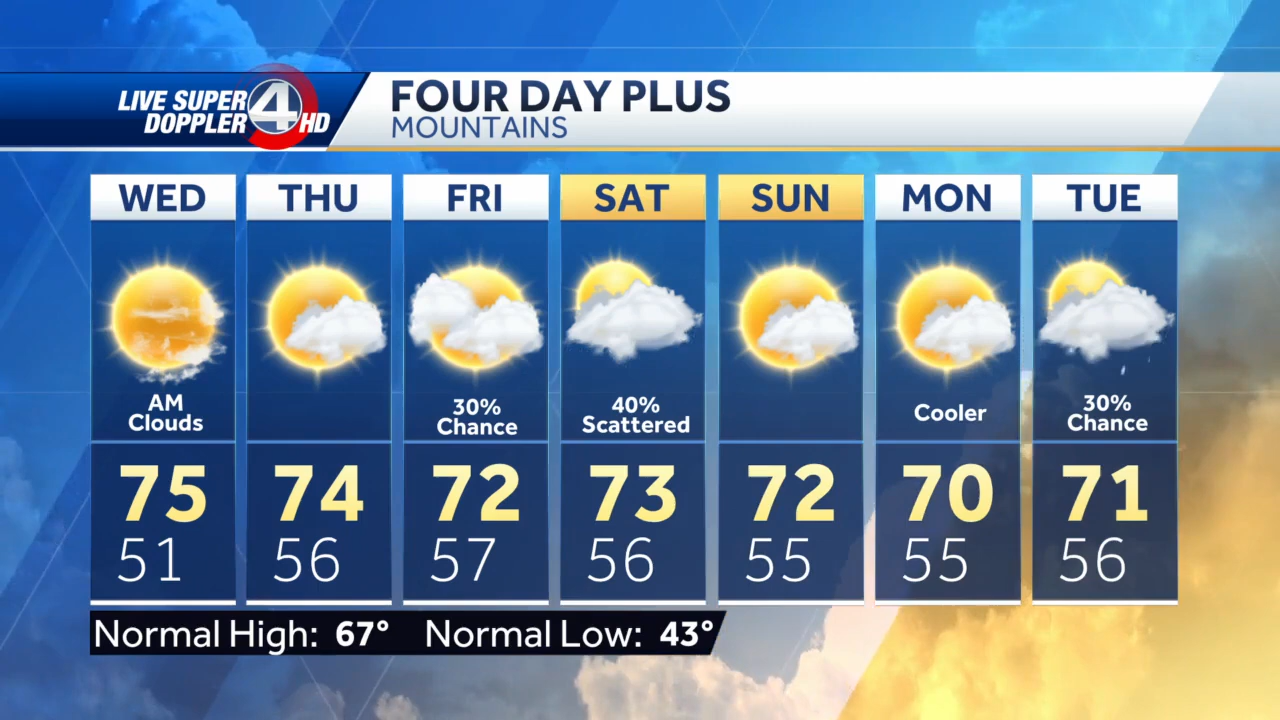 LIVE SUPER
DOPPLER 4 HD
FOUR DAY PLUS
MOUNTAINS
WED THU FRI SAT SUN MON TUE
AM
Clouds
30%
Chance
40%
Scattered
Cooler
30%
Chance
75 74 72 73 72 70 71
51 56 57 56 55 55 56
Normal High: 67° Normal Low: 43°